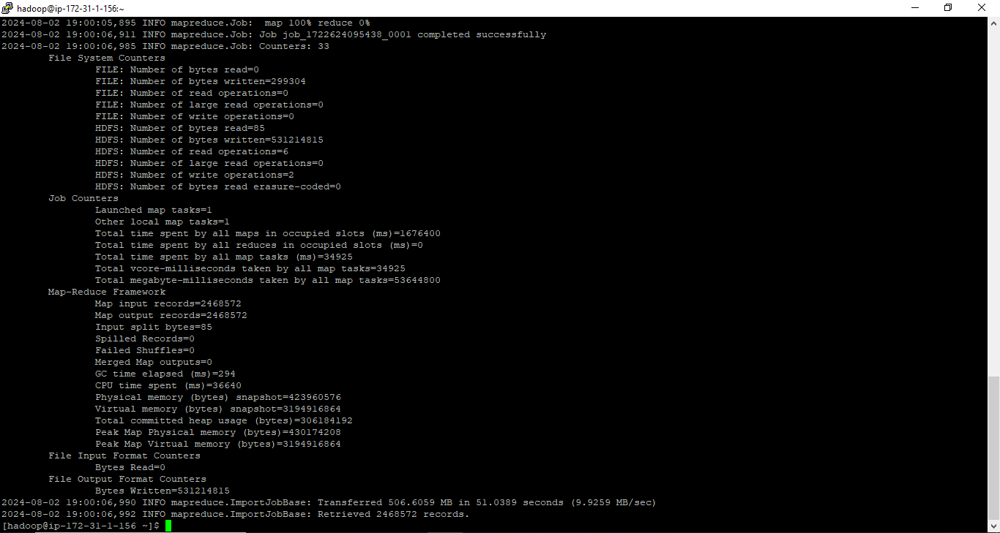 hadoop@ip-172-31-1-156:~
2024-08-02 19:00:05,895 INFO mapreduce.Job:  map 100% reduce 0%
2024-08-02 19:00:06,911 INFO mapreduce.Job: Job job_1722624095438_0001 completed successfully
2024-08-02 19:00:06,985 INFO mapreduce.Job: Counters: 33
File System Counters
FILE: Number of bytes read=0
FILE: Number of bytes written=299304
FILE: Number of read operations=0
FILE: Number of large read operations=0
FILE: Number of write operations=0
HDFS: Number of bytes read=85
HDFS: Number of bytes written=531214815
HDFS: Number of read operations=6
HDFS: Number of large read operations=0
HDFS: Number of write operations=2
HDFS: Number of bytes read erasure-coded=0
Job Counters
Launched map tasks=1
Other local map tasks=1
Total time spent by all maps in occupied slots (ms)=1676400
Total time spent by all reduces in occupied slots (ms)=0
Total time spent by all map tasks (ms)=34925
Total vcore-milliseconds taken by all map tasks=34925
Total megabyte-milliseconds taken by all map tasks=53644800
Map-Reduce Framework
Map input records=2468572
Map output records=2468572
Input split bytes=85
Spilled Records=0
Failed Shuffles=0
Merged Map outputs=0
GC time elapsed (ms)=294
CPU time spent (ms)=36640
Physical memory (bytes) snapshot=423960576
Virtual memory (bytes) snapshot=3194916864
Total committed heap usage (bytes)=306184192
Peak Map Physical memory (bytes)=430174208
Peak Map Virtual memory (bytes)=3194916864
File Input Format Counters
Bytes Read=0
File Output Format Counters
Bytes Written=531214815
2024-08-02 19:00:06,990 INFO mapreduce.ImportJobBase: Transferred 506.6059 MB in 51.0389 seconds (9.9259 MB/sec)
2024-08-02 19:00:06,992 INFO mapreduce.ImportJobBase: Retrieved 2468572 records.
[hadoop@ip-172-31-1-156 ~]$